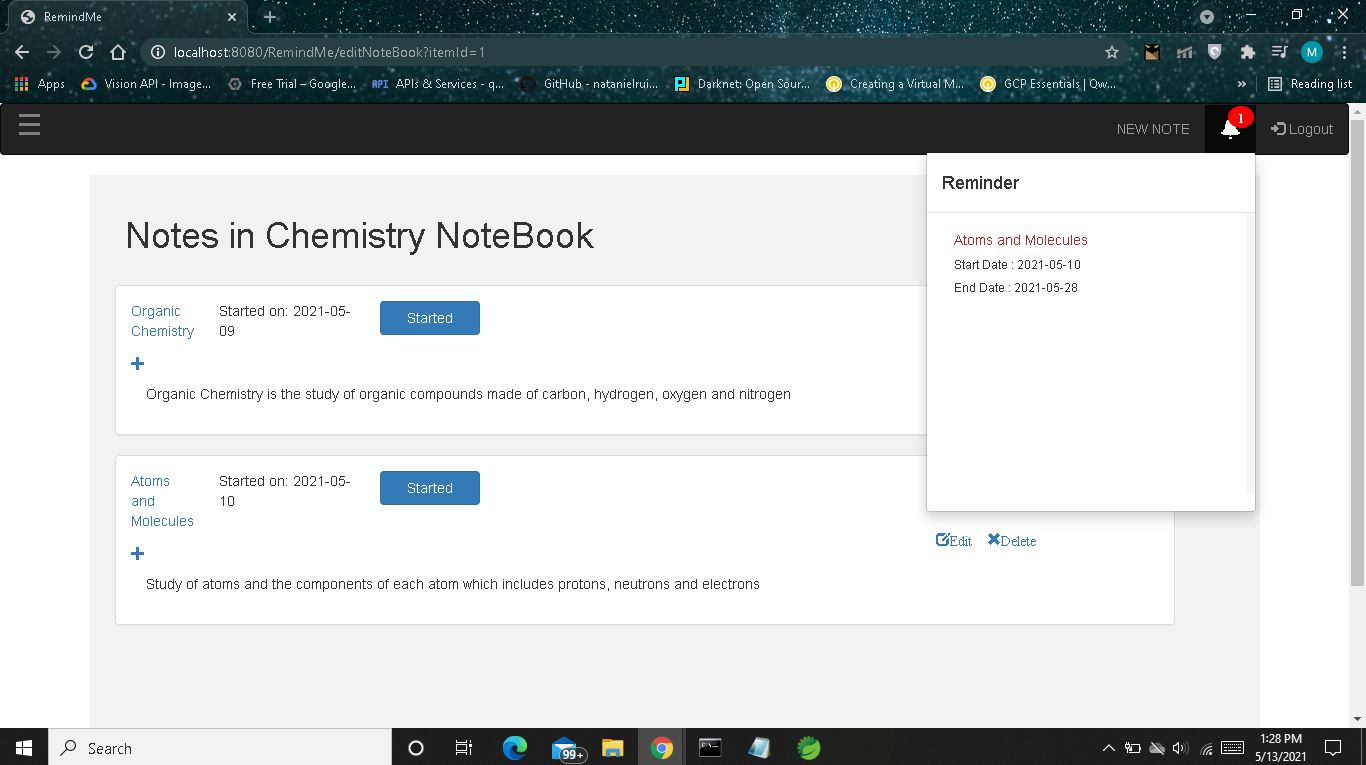 RemindMe
localhost:8080/RemindMe/editNoteBook?itemId=1
M
Apps
Vision API - Image...
Free Trial – Google...
API APIs & Services - q...
GitHub - natanielrui...
Darknet: Open Sour...
Creating a Virtual M...
GCP Essentials | Qw...
»
Reading list
NEW NOTE
1
Logout
Reminder
Atoms and Molecules
Start Date : 2021-05-10
End Date : 2021-05-28
Notes in Chemistry NoteBook
Organic
Chemistry
Started on: 2021-05-
09
Started
+
Organic Chemistry is the study of organic compounds made of carbon, hydrogen, oxygen and nitrogen
Atoms
and
Molecules
Started on: 2021-05-
10
Started
Edit
Delete
+
Study of atoms and the components of each atom which includes protons, neutrons and electrons
Search
99+
1:28 PM
5/13/2021